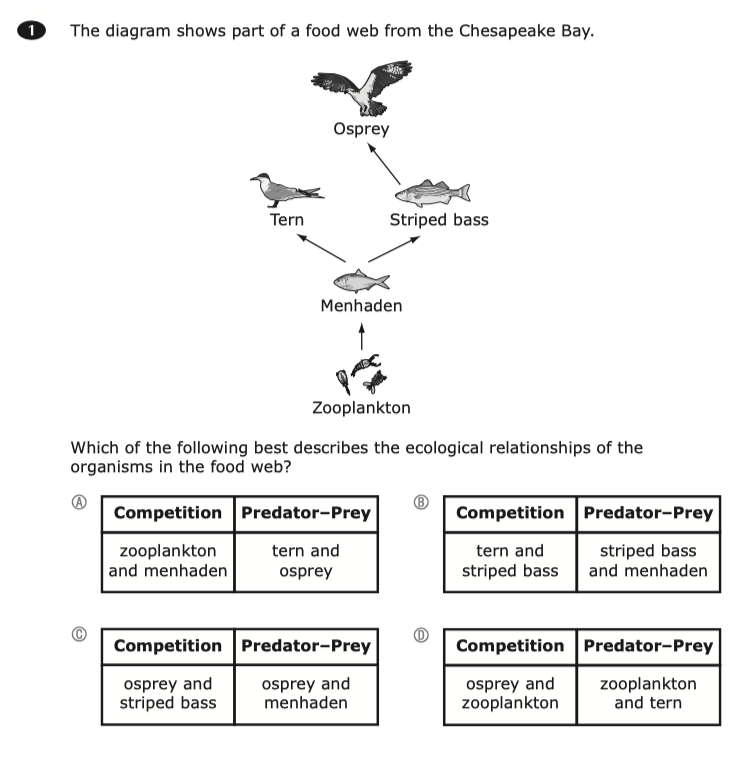 1 The diagram shows part of a food web from the Chesapeake Bay.
Osprey
Tern
Striped bass
Menhaden
Zooplankton
Which of the following best describes the ecological relationships of the
organisms in the food web?
A
Competition Predator–Prey
zooplankton tern and
and menhaden osprey
B
Competition Predator–Prey
tern and striped bass
striped bass and menhaden
C
Competition Predator–Prey
osprey and osprey and
striped bass menhaden
D
Competition Predator–Prey
osprey and zooplankton
zooplankton and tern